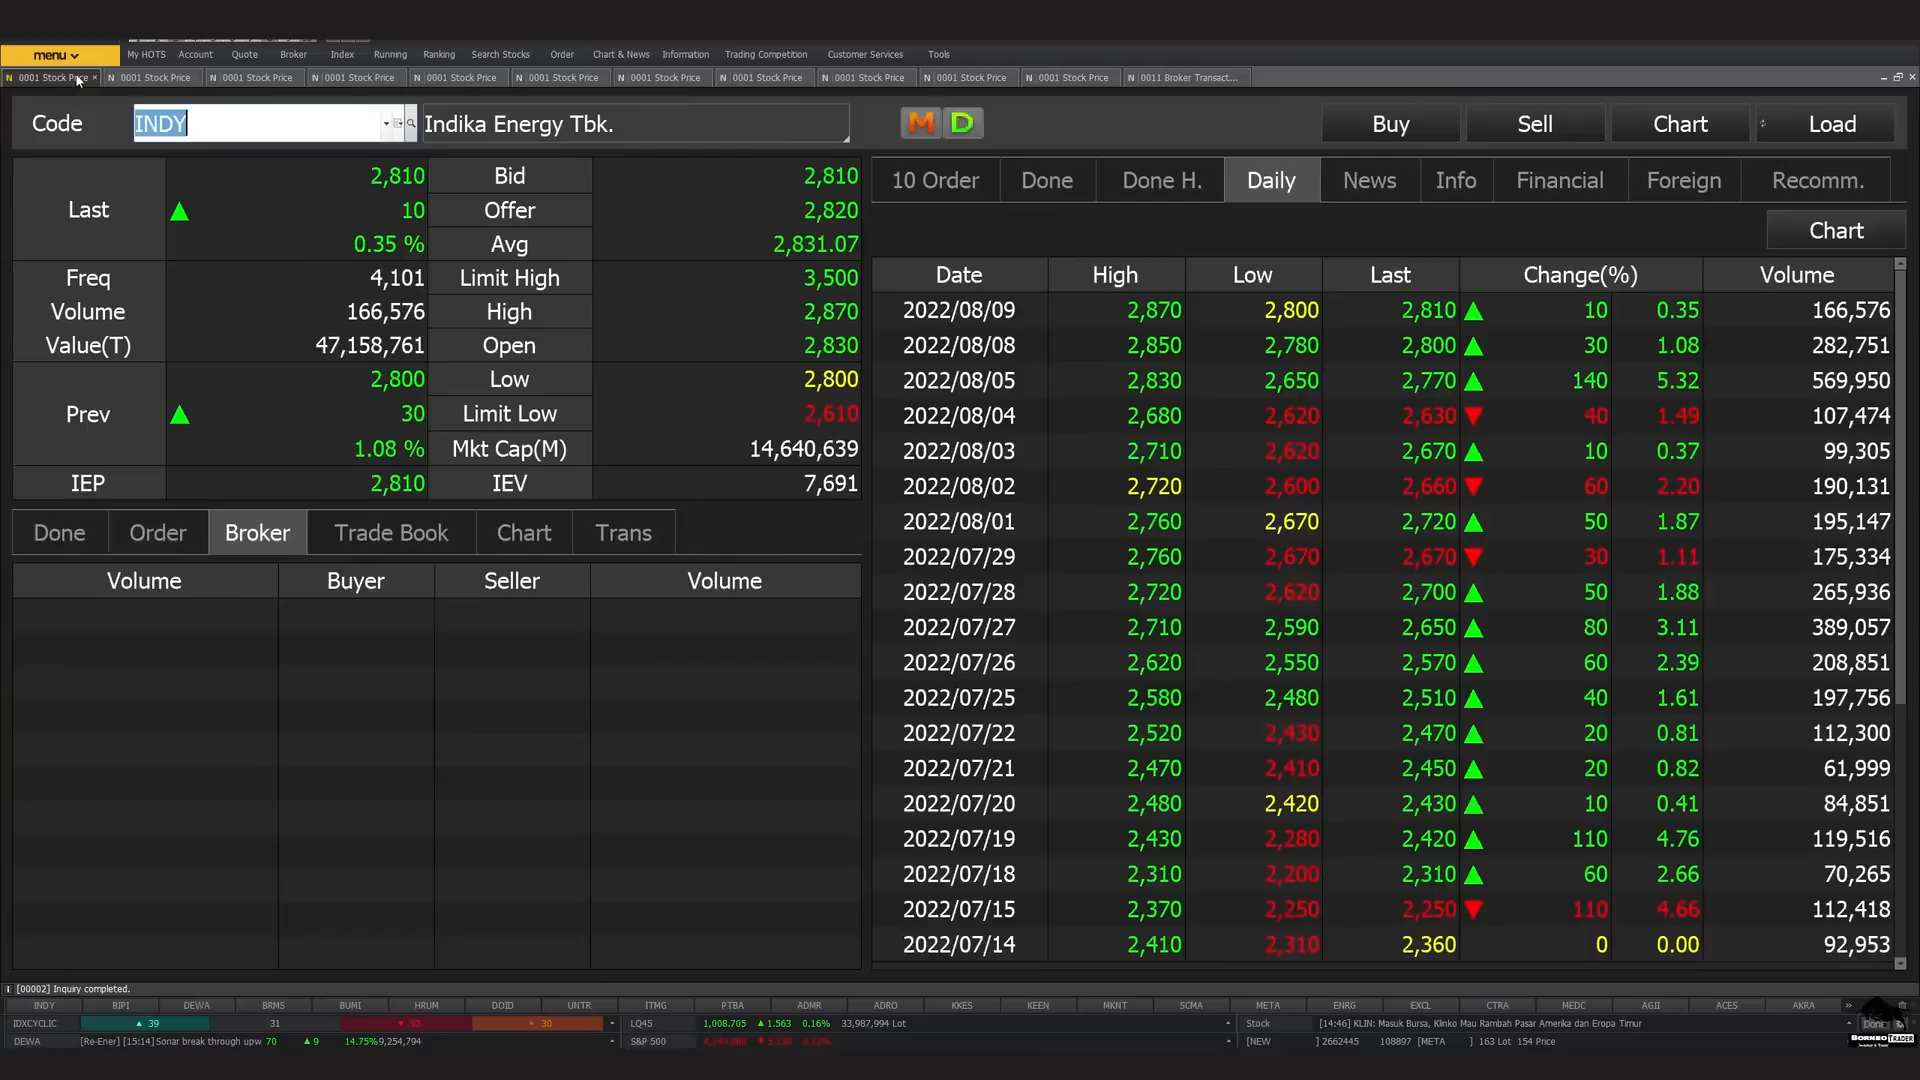 menu My HOTS Account Quote Broker Index Running Ranking Search Stocks Order Chart & News Information Trading Competition Customer Services Tools
N 0001 Stock Price × N 0001 Stock Price N 0001 Stock Price N 0001 Stock Price N 0001 Stock Price N 0001 Stock Price N 0001 Stock Price N 0001 Stock Price N 0001 Stock Price N 0001 Stock Price N 0001 Stock Price N 0011 Broker Transact...
Code INDY Indika Energy Tbk. M D Buy Sell Chart Load
Last 2,810 Bid 2,810
▲ 10 Offer 2,820
0.35 % Avg 2,831.07
Freq 4,101 Limit High 3,500
Volume 166,576 High 2,870
Value(T) 47,158,761 Open 2,830
2,800 Low 2,800
Prev ▲ 30 Limit Low 2,610
1.08 % Mkt Cap(M) 14,640,639
IEP 2,810 IEV 7,691
Done Order Broker Trade Book Chart Trans
Volume Buyer Seller Volume
10 Order Done Done H. Daily News Info Financial Foreign Recomm.
Chart
Date High Low Last Change(%) Volume
2022/08/09 2,870 2,800 2,810 ▲ 10 0.35 166,576
2022/08/08 2,850 2,780 2,800 ▲ 30 1.08 282,751
2022/08/05 2,830 2,650 2,770 ▲ 140 5.32 569,950
2022/08/04 2,680 2,620 2,630 ▼ 40 1.49 107,474
2022/08/03 2,710 2,620 2,670 ▲ 10 0.37 99,305
2022/08/02 2,720 2,600 2,660 ▼ 60 2.20 190,131
2022/08/01 2,760 2,670 2,720 ▲ 50 1.87 195,147
2022/07/29 2,760 2,670 2,670 ▼ 30 1.11 175,334
2022/07/28 2,720 2,620 2,700 ▲ 50 1.88 265,936
2022/07/27 2,710 2,590 2,650 ▲ 80 3.11 389,057
2022/07/26 2,620 2,550 2,570 ▲ 60 2.39 208,851
2022/07/25 2,580 2,480 2,510 ▲ 40 1.61 197,756
2022/07/22 2,520 2,430 2,470 ▲ 20 0.81 112,300
2022/07/21 2,470 2,410 2,450 ▲ 20 0.82 61,999
2022/07/20 2,480 2,420 2,430 ▲ 10 0.41 84,851
2022/07/19 2,430 2,280 2,420 ▲ 110 4.76 119,516
2022/07/18 2,310 2,200 2,310 ▲ 60 2.66 70,265
2022/07/15 2,370 2,250 2,250 ▼ 110 4.66 112,418
2022/07/14 2,410 2,310 2,360 0 0.00 92,953
[00002] Inquiry completed.
INDY BIPI DEWA BRMS BUMI HRUM DOID UNTR ITMG PTBA ADMR ADRO KKES KEEN MKNT SCMA META ENRG EXCL CTRA MEDC AGII ACES AKRA »
IDXCYCLIC ▲ 39 31 30 LQ45 1,008.705 ▲ 1.563 0.16% 33,987,994 Lot Stock [14:46] KLIN: Masuk Bursa, Klinko Mau Rambah Pasar Amerika dan Eropa Timur
DEWA [Re-Ener] [15:14] Sonar break through upw 70 ▲ 9 14.75% 9,254,794 S&P 500 [NEW ] 2662445 108897 [META ] 163 Lot 154 Price
BORNEO TRADER